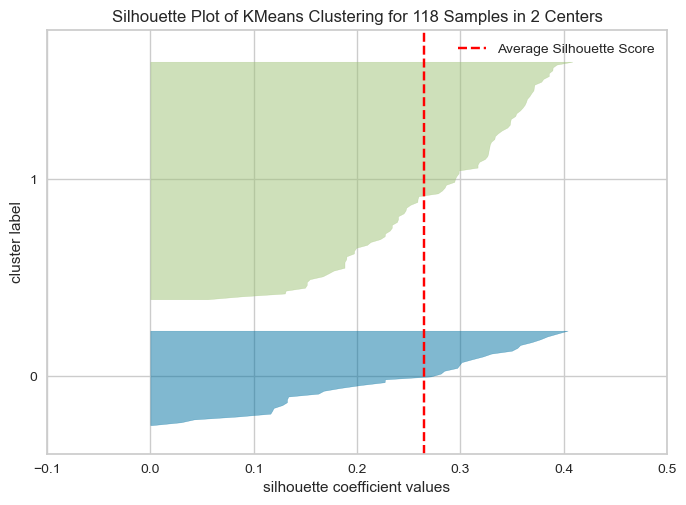 Silhouette Plot of KMeans Clustering for 118 Samples in 2 Centers
Average Silhouette Score
1
cluster label
0
−0.1 0.0 0.1 0.2 0.3 0.4 0.5
silhouette coefficient values